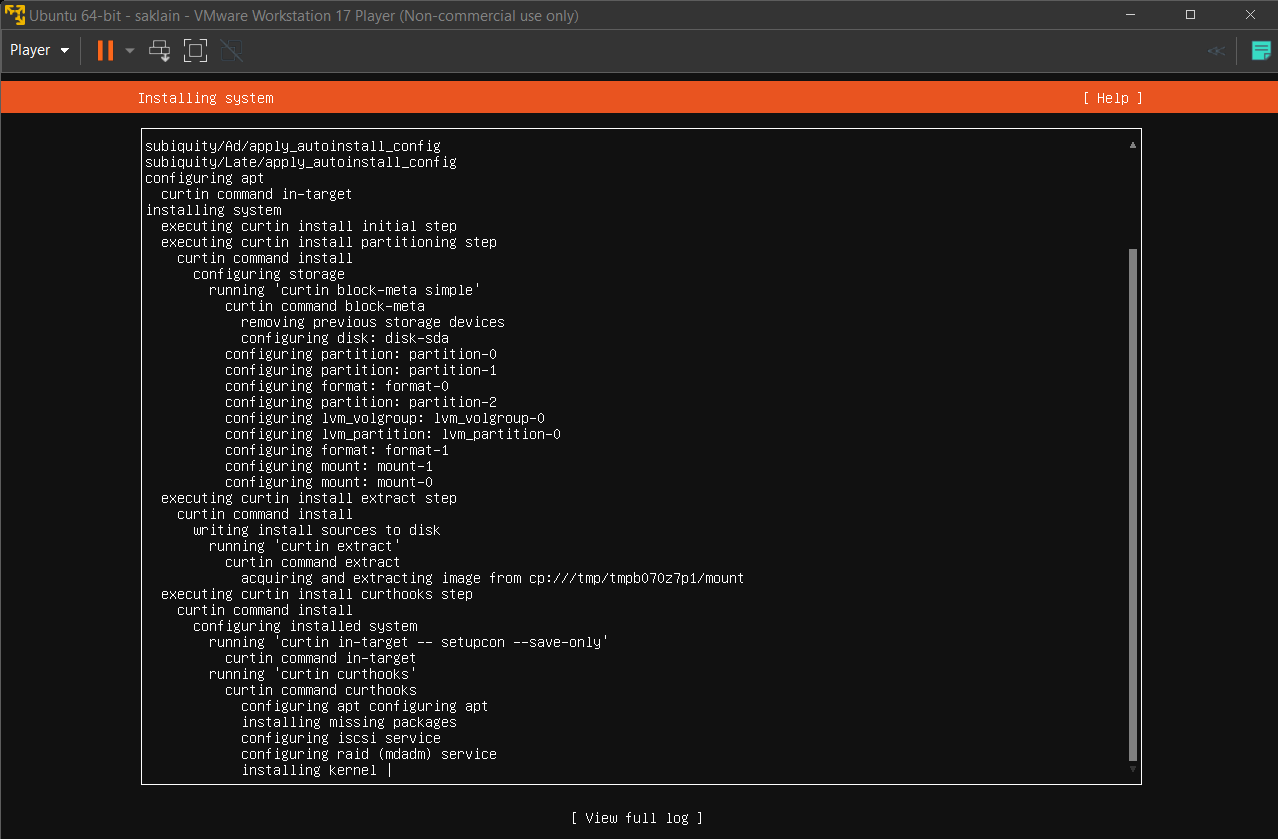 Ubuntu 64-bit - saklain - VMware Workstation 17 Player (Non-commercial use only)
Player
Installing system
[ Help ]
subiquity/Ad/apply_autoinstall_config
subiquity/Late/apply_autoinstall_config
configuring apt
curtin command in-target
installing system
executing curtin install initial step
executing curtin install partitioning step
curtin command install
configuring storage
running 'curtin block-meta simple'
curtin command block-meta
removing previous storage devices
configuring disk: disk-sda
configuring partition: partition-0
configuring partition: partition-1
configuring format: format-0
configuring partition: partition-2
configuring lvm_volgroup: lvm_volgroup-0
configuring lvm_partition: lvm_partition-0
configuring format: format-1
configuring mount: mount-1
configuring mount: mount-0
executing curtin install extract step
curtin command install
writing install sources to disk
running 'curtin extract'
curtin command extract
acquiring and extracting image from cp:///tmp/tmpb070z7p1/mount
executing curtin install curthooks step
curtin command install
configuring installed system
running 'curtin in-target -- setupcon --save-only'
curtin command in-target
running 'curtin curthooks'
curtin command curthooks
configuring apt configuring apt
installing missing packages
configuring iscsi service
configuring raid (mdadm) service
installing kernel |
[ View full log ]